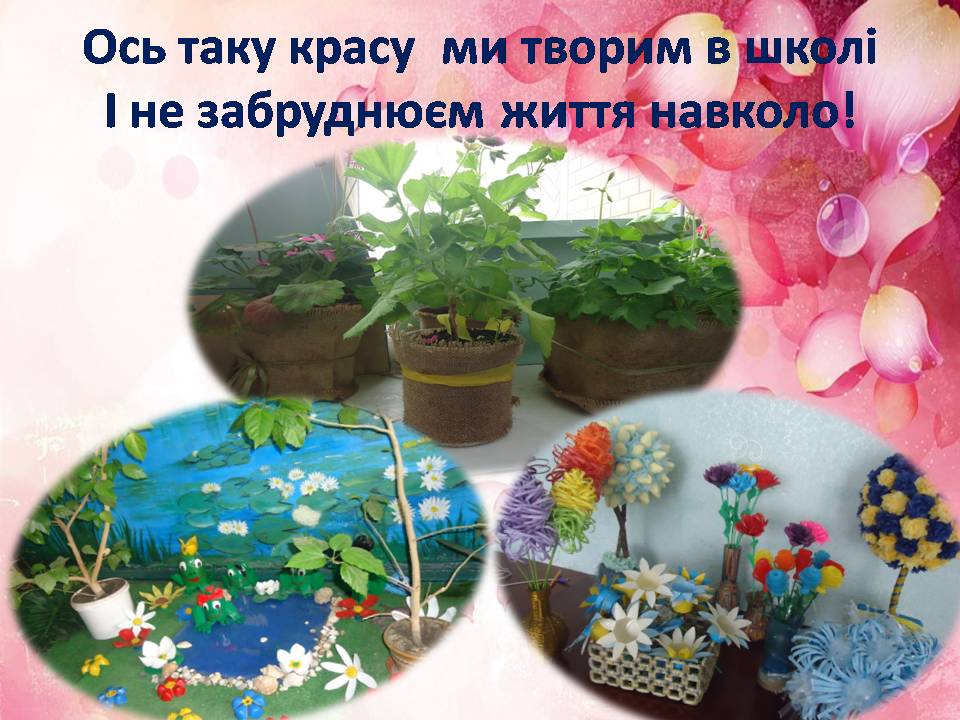 Ось таку красу  ми творим в школі
І не забруднюєм життя навколо!